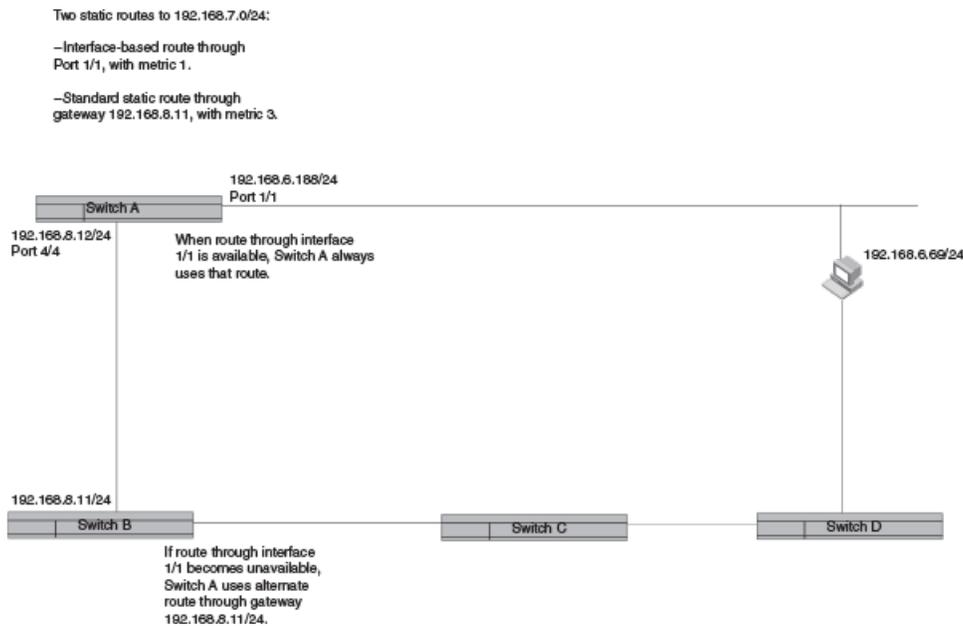 Two static routes to 192.168.7.0/24:
–Interface-based route through
Port 1/1, with metric 1.
–Standard static route through
gateway 192.168.8.11, with metric 3.
192.168.6.188/24
Port 1/1
Switch A
192.168.8.12/24
Port 4/4
When route through interface
1/1 is available, Switch A always
uses that route.
192.168.6.69/24
192.168.8.11/24
Switch B
Switch C
Switch D
If route through interface
1/1 becomes unavailable,
Switch A uses alternate
route through gateway
192.168.8.11/24.